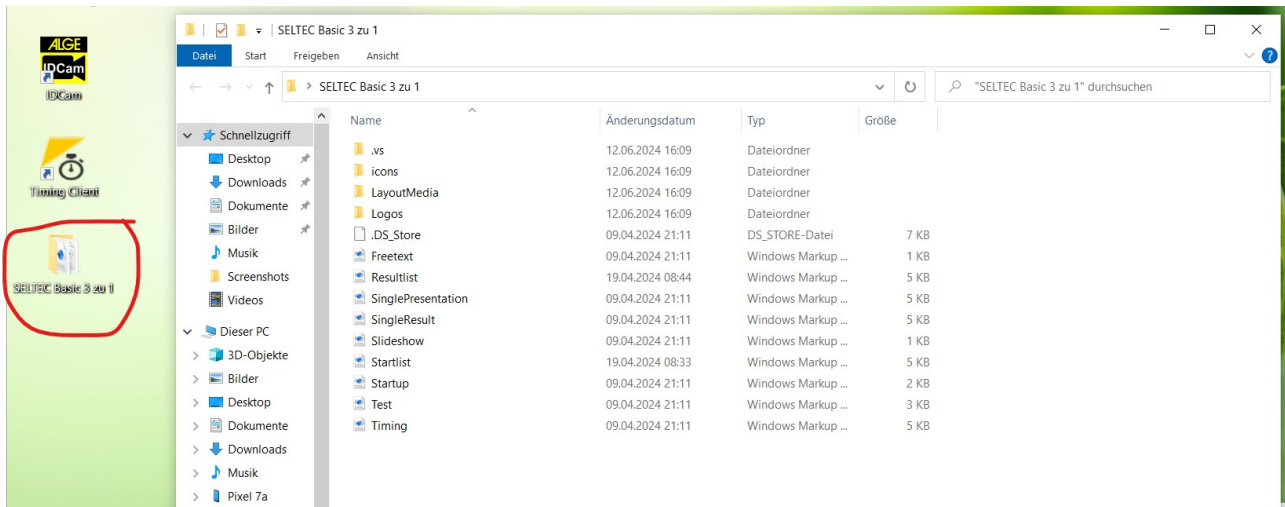 ALGE
IDCam
IDCam
Timing Client
SELTEC Basic 3 zu 1
SELTEC Basic 3 zu 1
Datei Start Freigeben Ansicht
SELTEC Basic 3 zu 1
"SELTEC Basic 3 zu 1" durchsuchen
Schnellzugriff
Desktop
Downloads
Dokumente
Bilder
Musik
Screenshots
Videos
Dieser PC
3D-Objekte
Bilder
Desktop
Dokumente
Downloads
Musik
Pixel 7a
Name Änderungsdatum Typ Größe
.vs 12.06.2024 16:09 Dateiordner
icons 12.06.2024 16:09 Dateiordner
LayoutMedia 12.06.2024 16:09 Dateiordner
Logos 12.06.2024 16:09 Dateiordner
.DS_Store 09.04.2024 21:11 DS_STORE-Datei 7 KB
Freetext 09.04.2024 21:11 Windows Markup ... 1 KB
Resultlist 19.04.2024 08:44 Windows Markup ... 5 KB
SinglePresentation 09.04.2024 21:11 Windows Markup ... 5 KB
SingleResult 09.04.2024 21:11 Windows Markup ... 5 KB
Slideshow 09.04.2024 21:11 Windows Markup ... 1 KB
Startlist 19.04.2024 08:33 Windows Markup ... 5 KB
Startup 09.04.2024 21:11 Windows Markup ... 2 KB
Test 09.04.2024 21:11 Windows Markup ... 3 KB
Timing 09.04.2024 21:11 Windows Markup ... 5 KB